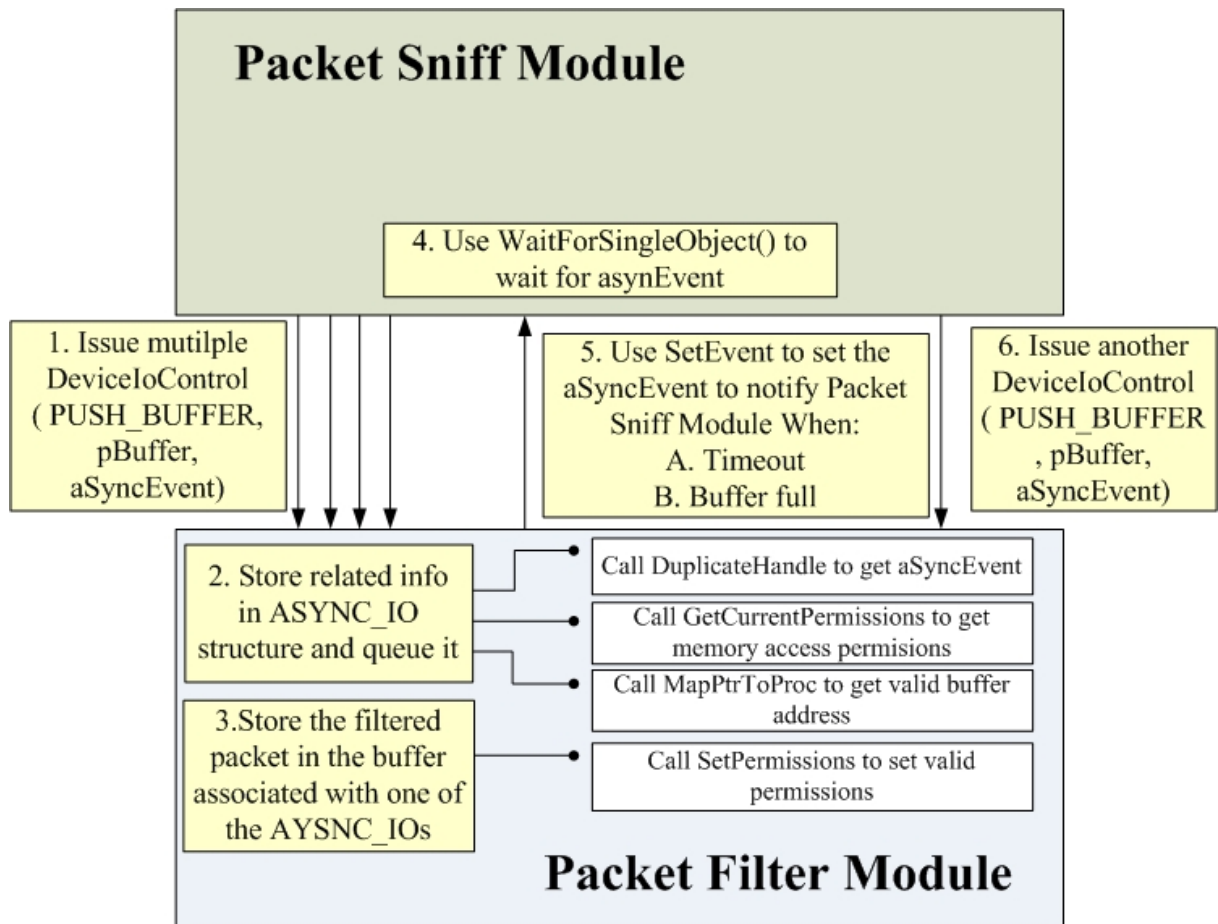 Packet Sniff Module
4. Use WaitForSingleObject() to
wait for asynEvent
1. Issue mutilple
DeviceIoControl
( PUSH_BUFFER,
pBuffer,
aSyncEvent)
5. Use SetEvent to set the
aSyncEvent to notify Packet
Sniff Module When:
A. Timeout
B. Buffer full
6. Issue another
DeviceIoControl
( PUSH_BUFFER
, pBuffer,
aSyncEvent)
2. Store related info
in ASYNC_IO
structure and queue it
Call DuplicateHandle to get aSyncEvent
Call GetCurrentPermissions to get
memory access permisions
Call MapPtrToProc to get valid buffer
address
3.Store the filtered
packet in the buffer
associated with one of
the AYSNC_IOs
Call SetPermissions to set valid
permissions
Packet Filter Module